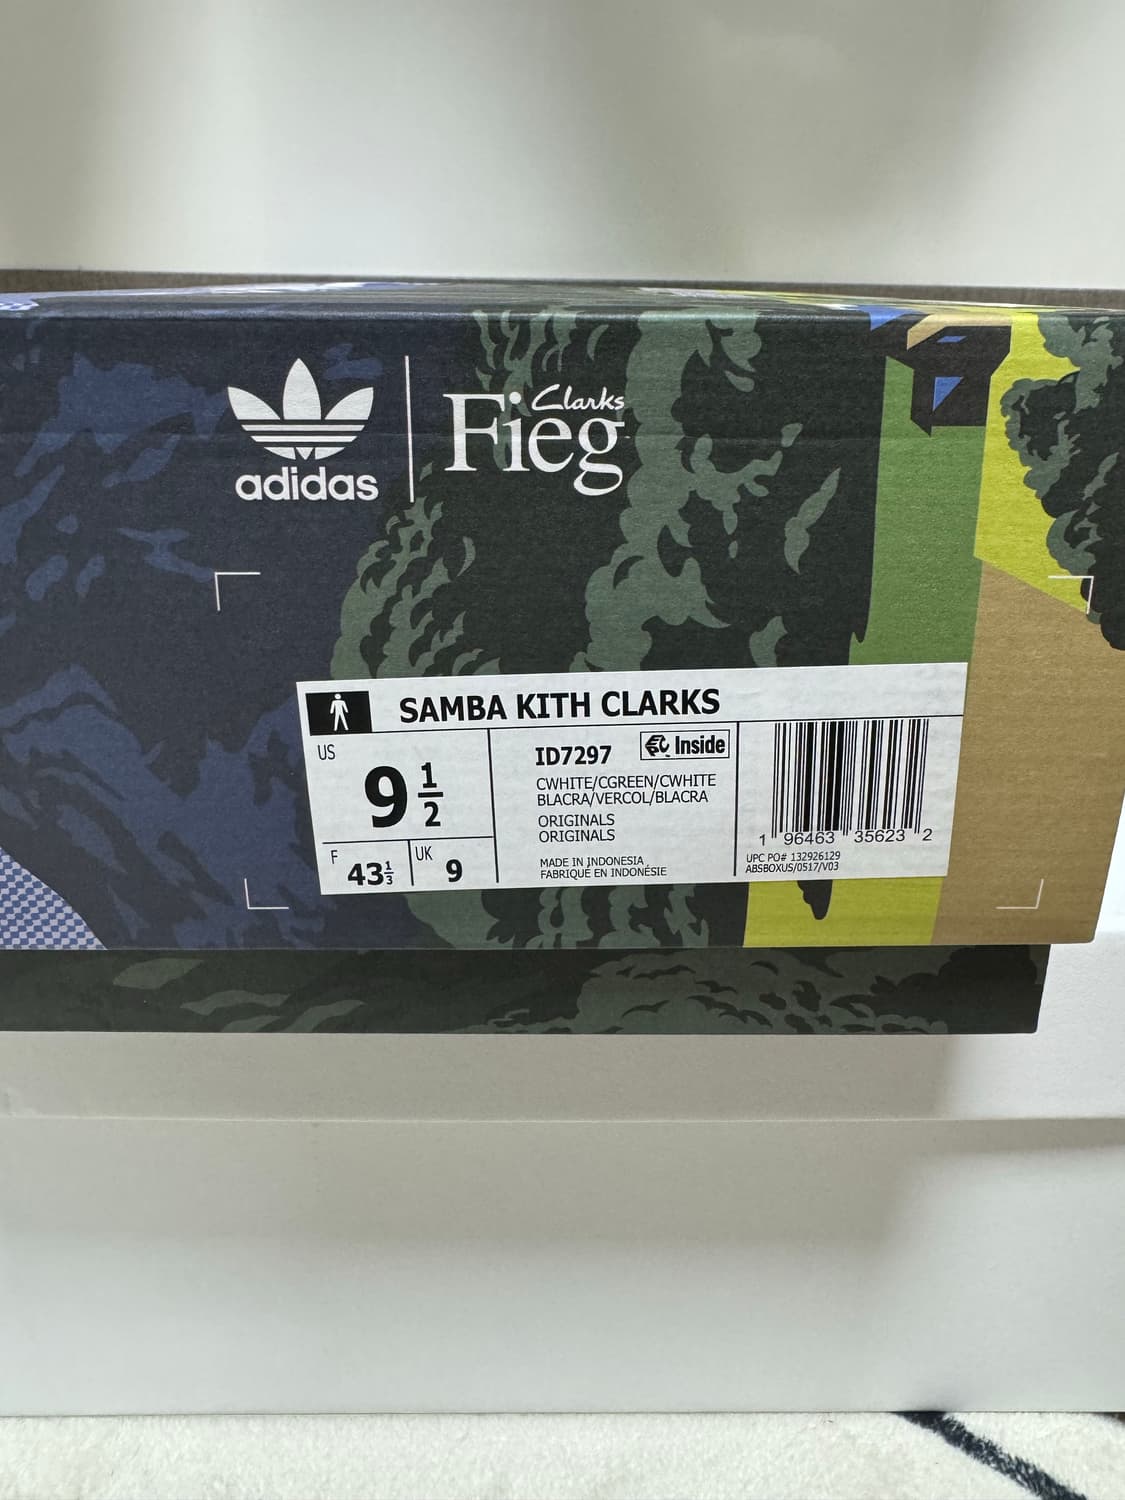 adidas
Clarks
Fieg
SAMBA KITH CLARKS
US
9 1/2
F 43 1/3
UK 9
ID7297
Inside
CWHITE/CGREEN/CWHITE
BLACRA/VERCOL/BLACRA
ORIGINALS
ORIGINALS
MADE IN INDONESIA
FABRIQUÉ EN INDONÉSIE
1 96463 35623 2
UPC PO# 132926129
ABSBOXUS/0517/V03